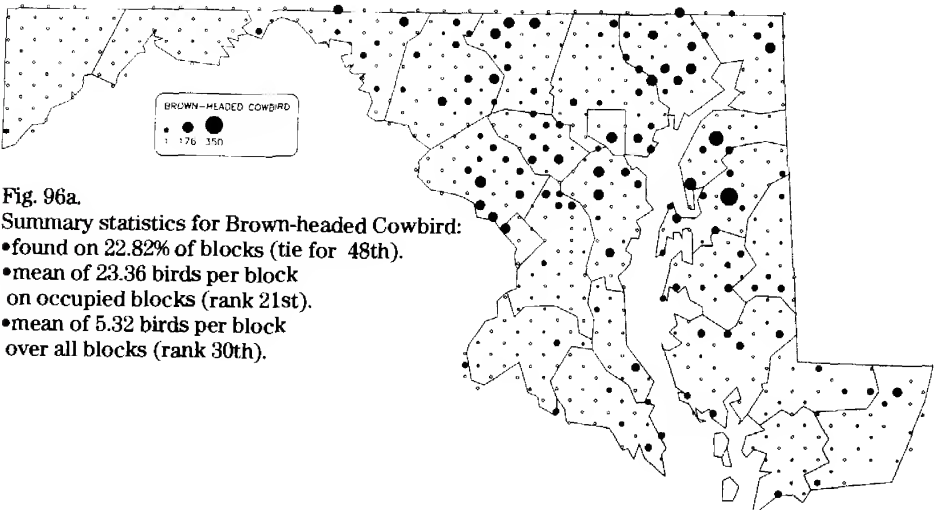 BROWN-HEADED COWBIRD
1 176 350
Fig. 96a.
Summary statistics for Brown-headed Cowbird:
•found on 22.82% of blocks (tie for 48th).
•mean of 23.36 birds per block
on occupied blocks (rank 21st).
•mean of 5.32 birds per block
over all blocks (rank 30th).